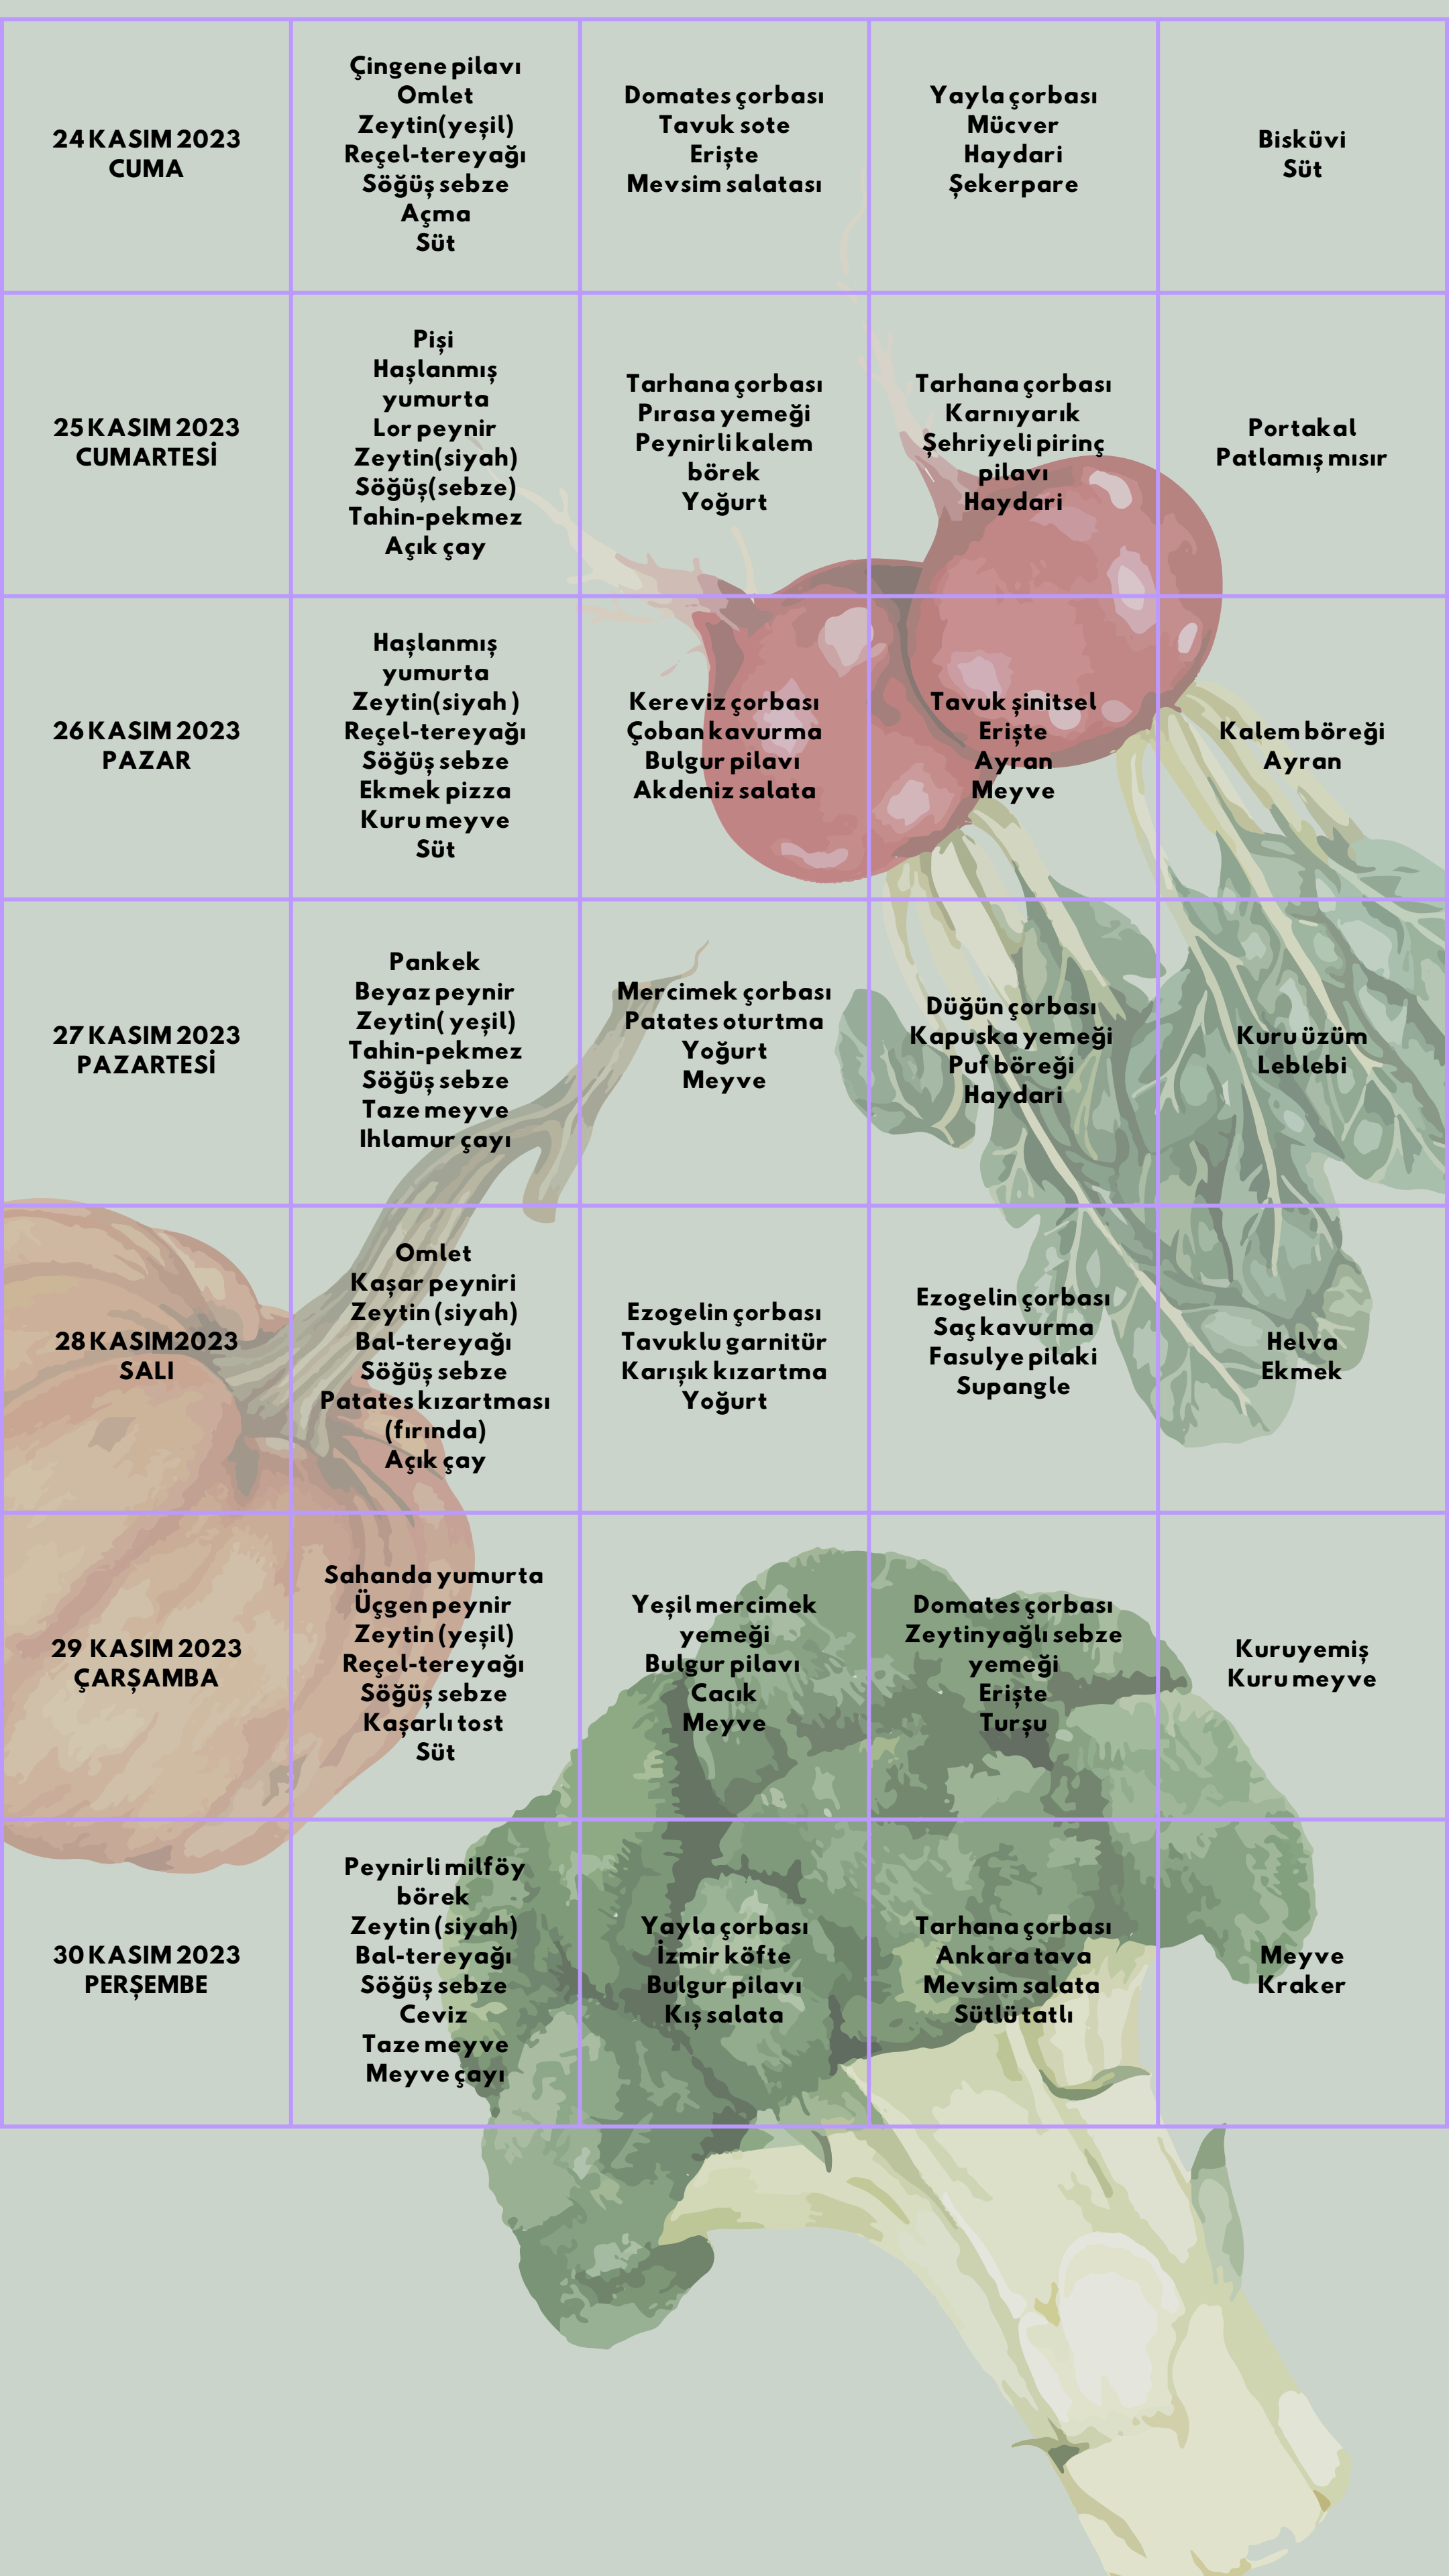 24 KASIM 2023
CUMA
Çingene pilavı
Omlet
Zeytin(yeşil)
Reçel-tereyağı
Söğüş sebze
Açma
Süt
Domates çorbası
Tavuk sote
Erişte
Mevsim salatası
Yayla çorbası
Mücver
Haydari
Şekerpare
Bisküvi
Süt
25 KASIM 2023
CUMARTESİ
Pişi
Haşlanmış
yumurta
Lor peynir
Zeytin(siyah)
Söğüş(sebze)
Tahin-pekmez
Açık çay
Tarhana çorbası
Pırasa yemeği
Peynirli kalem
börek
Yoğurt
Tarhana çorbası
Karnıyarık
Şehriyeli pirinç
pilavı
Haydari
Portakal
Patlamış mısır
26 KASIM 2023
PAZAR
Haşlanmış
yumurta
Zeytin(siyah )
Reçel-tereyağı
Söğüş sebze
Ekmek pizza
Kuru meyve
Süt
Kereviz çorbası
Çoban kavurma
Bulgur pilavı
Akdeniz salata
Tavuk şinitsel
Erişte
Ayran
Meyve
Kalem böreği
Ayran
27 KASIM 2023
PAZARTESİ
Pankek
Beyaz peynir
Zeytin( yeşil)
Tahin-pekmez
Söğüş sebze
Taze meyve
Ihlamur çayı
Mercimek çorbası
Patates oturtma
Yoğurt
Meyve
Düğün çorbası
Kapuska yemeği
Puf böreği
Haydari
Kuru üzüm
Leblebi
28 KASIM2023
SALI
Omlet
Kaşar peyniri
Zeytin (siyah)
Bal-tereyağı
Söğüş sebze
Patates kızartması
(fırında)
Açık çay
Ezogelin çorbası
Tavuklu garnitür
Karışık kızartma
Yoğurt
Ezogelin çorbası
Saç kavurma
Fasulye pilaki
Supangle
Helva
Ekmek
29 KASIM 2023
ÇARŞAMBA
Sahanda yumurta
Üçgen peynir
Zeytin (yeşil)
Reçel-tereyağı
Söğüş sebze
Kaşarlı tost
Süt
Yeşil mercimek
yemeği
Bulgur pilavı
Cacık
Meyve
Domates çorbası
Zeytinyağlı sebze
yemeği
Erişte
Turşu
Kuruyemiş
Kuru meyve
30 KASIM 2023
PERŞEMBE
Peynirli milföy
börek
Zeytin (siyah)
Bal-tereyağı
Söğüş sebze
Ceviz
Taze meyve
Meyve çayı
Yayla çorbası
İzmir köfte
Bulgur pilavı
Kış salata
Tarhana çorbası
Ankara tava
Mevsim salata
Sütlü tatlı
Meyve
Kraker